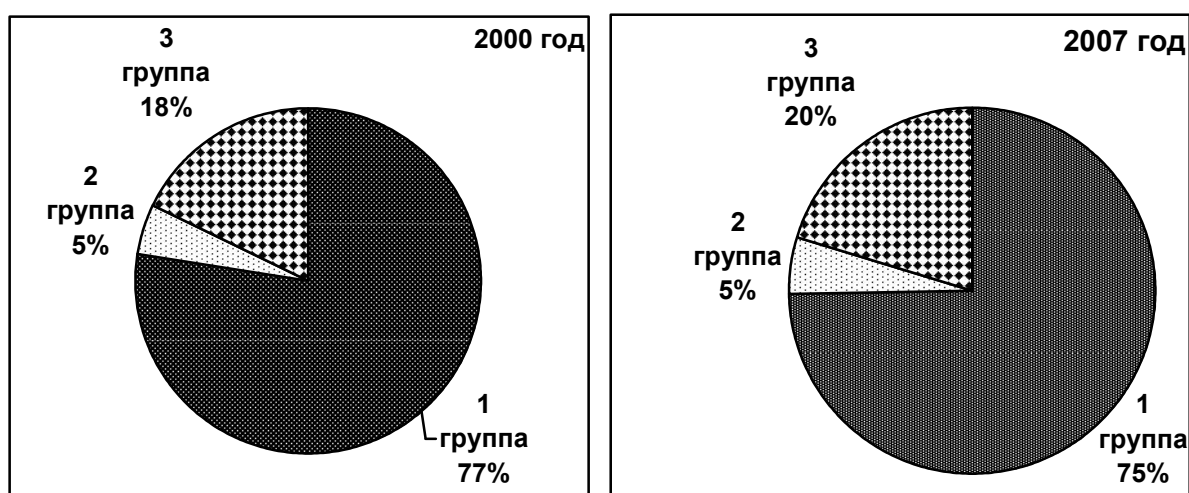 2000 год
3
группа
18%
2
группа
5%
1
группа
77%
2007 год
3
группа
20%
2
группа
5%
1
группа
75%